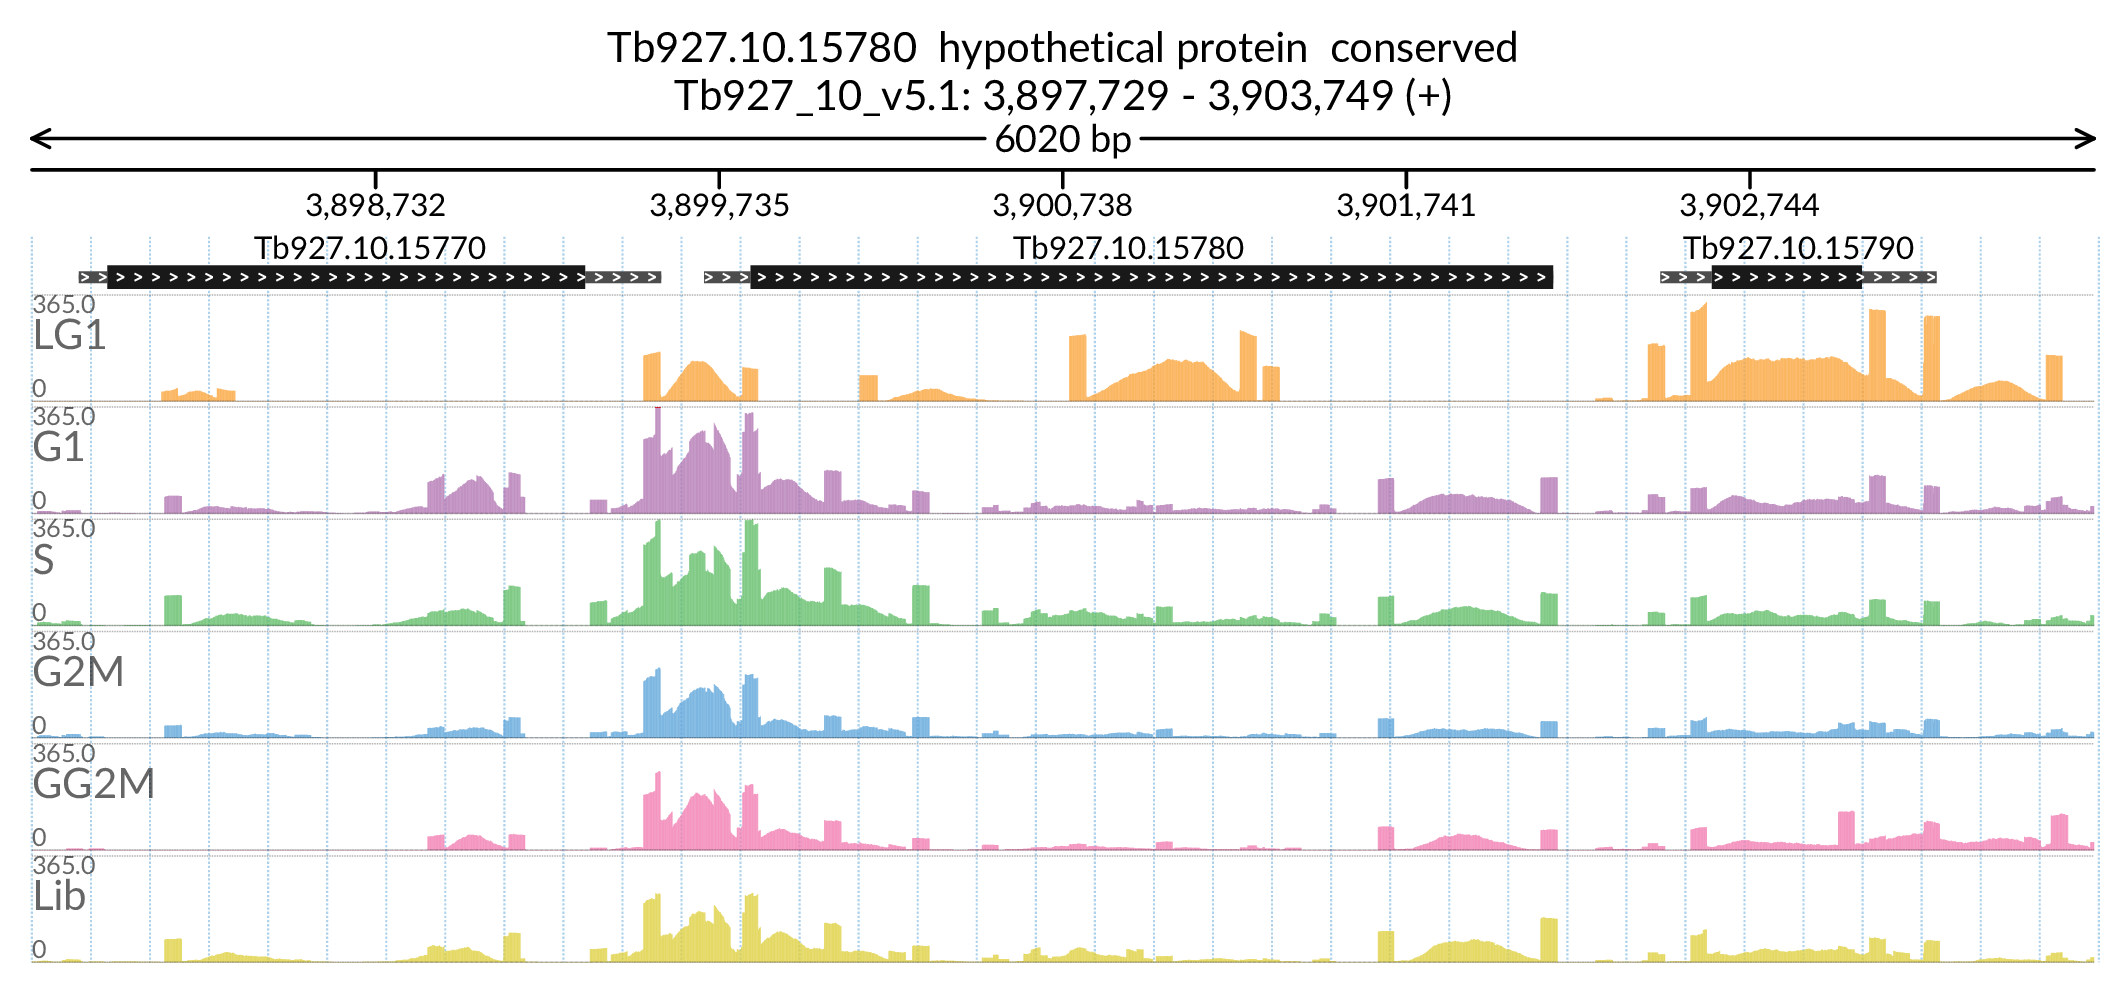 Tb927.10.15780 hypothetical protein conserved
Tb927_10_v5.1: 3,897,729 - 3,903,749 (+)
6020 bp
3,898,732 3,899,735 3,900,738 3,901,741 3,902,744
Tb927.10.15770 Tb927.10.15780 Tb927.10.15790
365.0
LG1
0
365.0
G1
0
365.0
S
0
365.0
G2M
0
365.0
GG2M
0
365.0
Lib
0